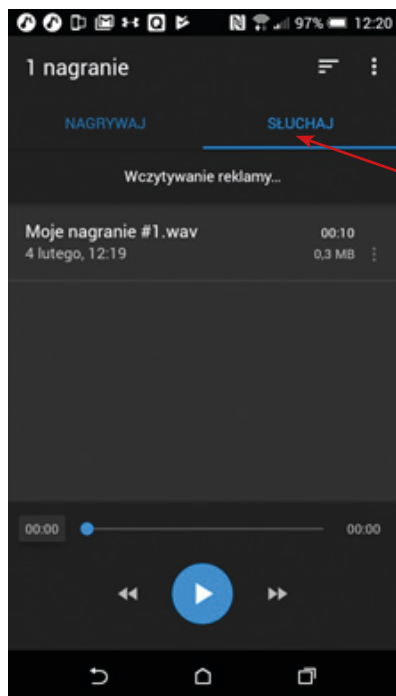 97% 12:20
1 nagranie
NAGRYWAJ SŁUCHAJ
Wczytywanie reklamy...
Moje nagranie #1.wav 00:10
4 lutego, 12:19 0,3 MB
00:00 00:00